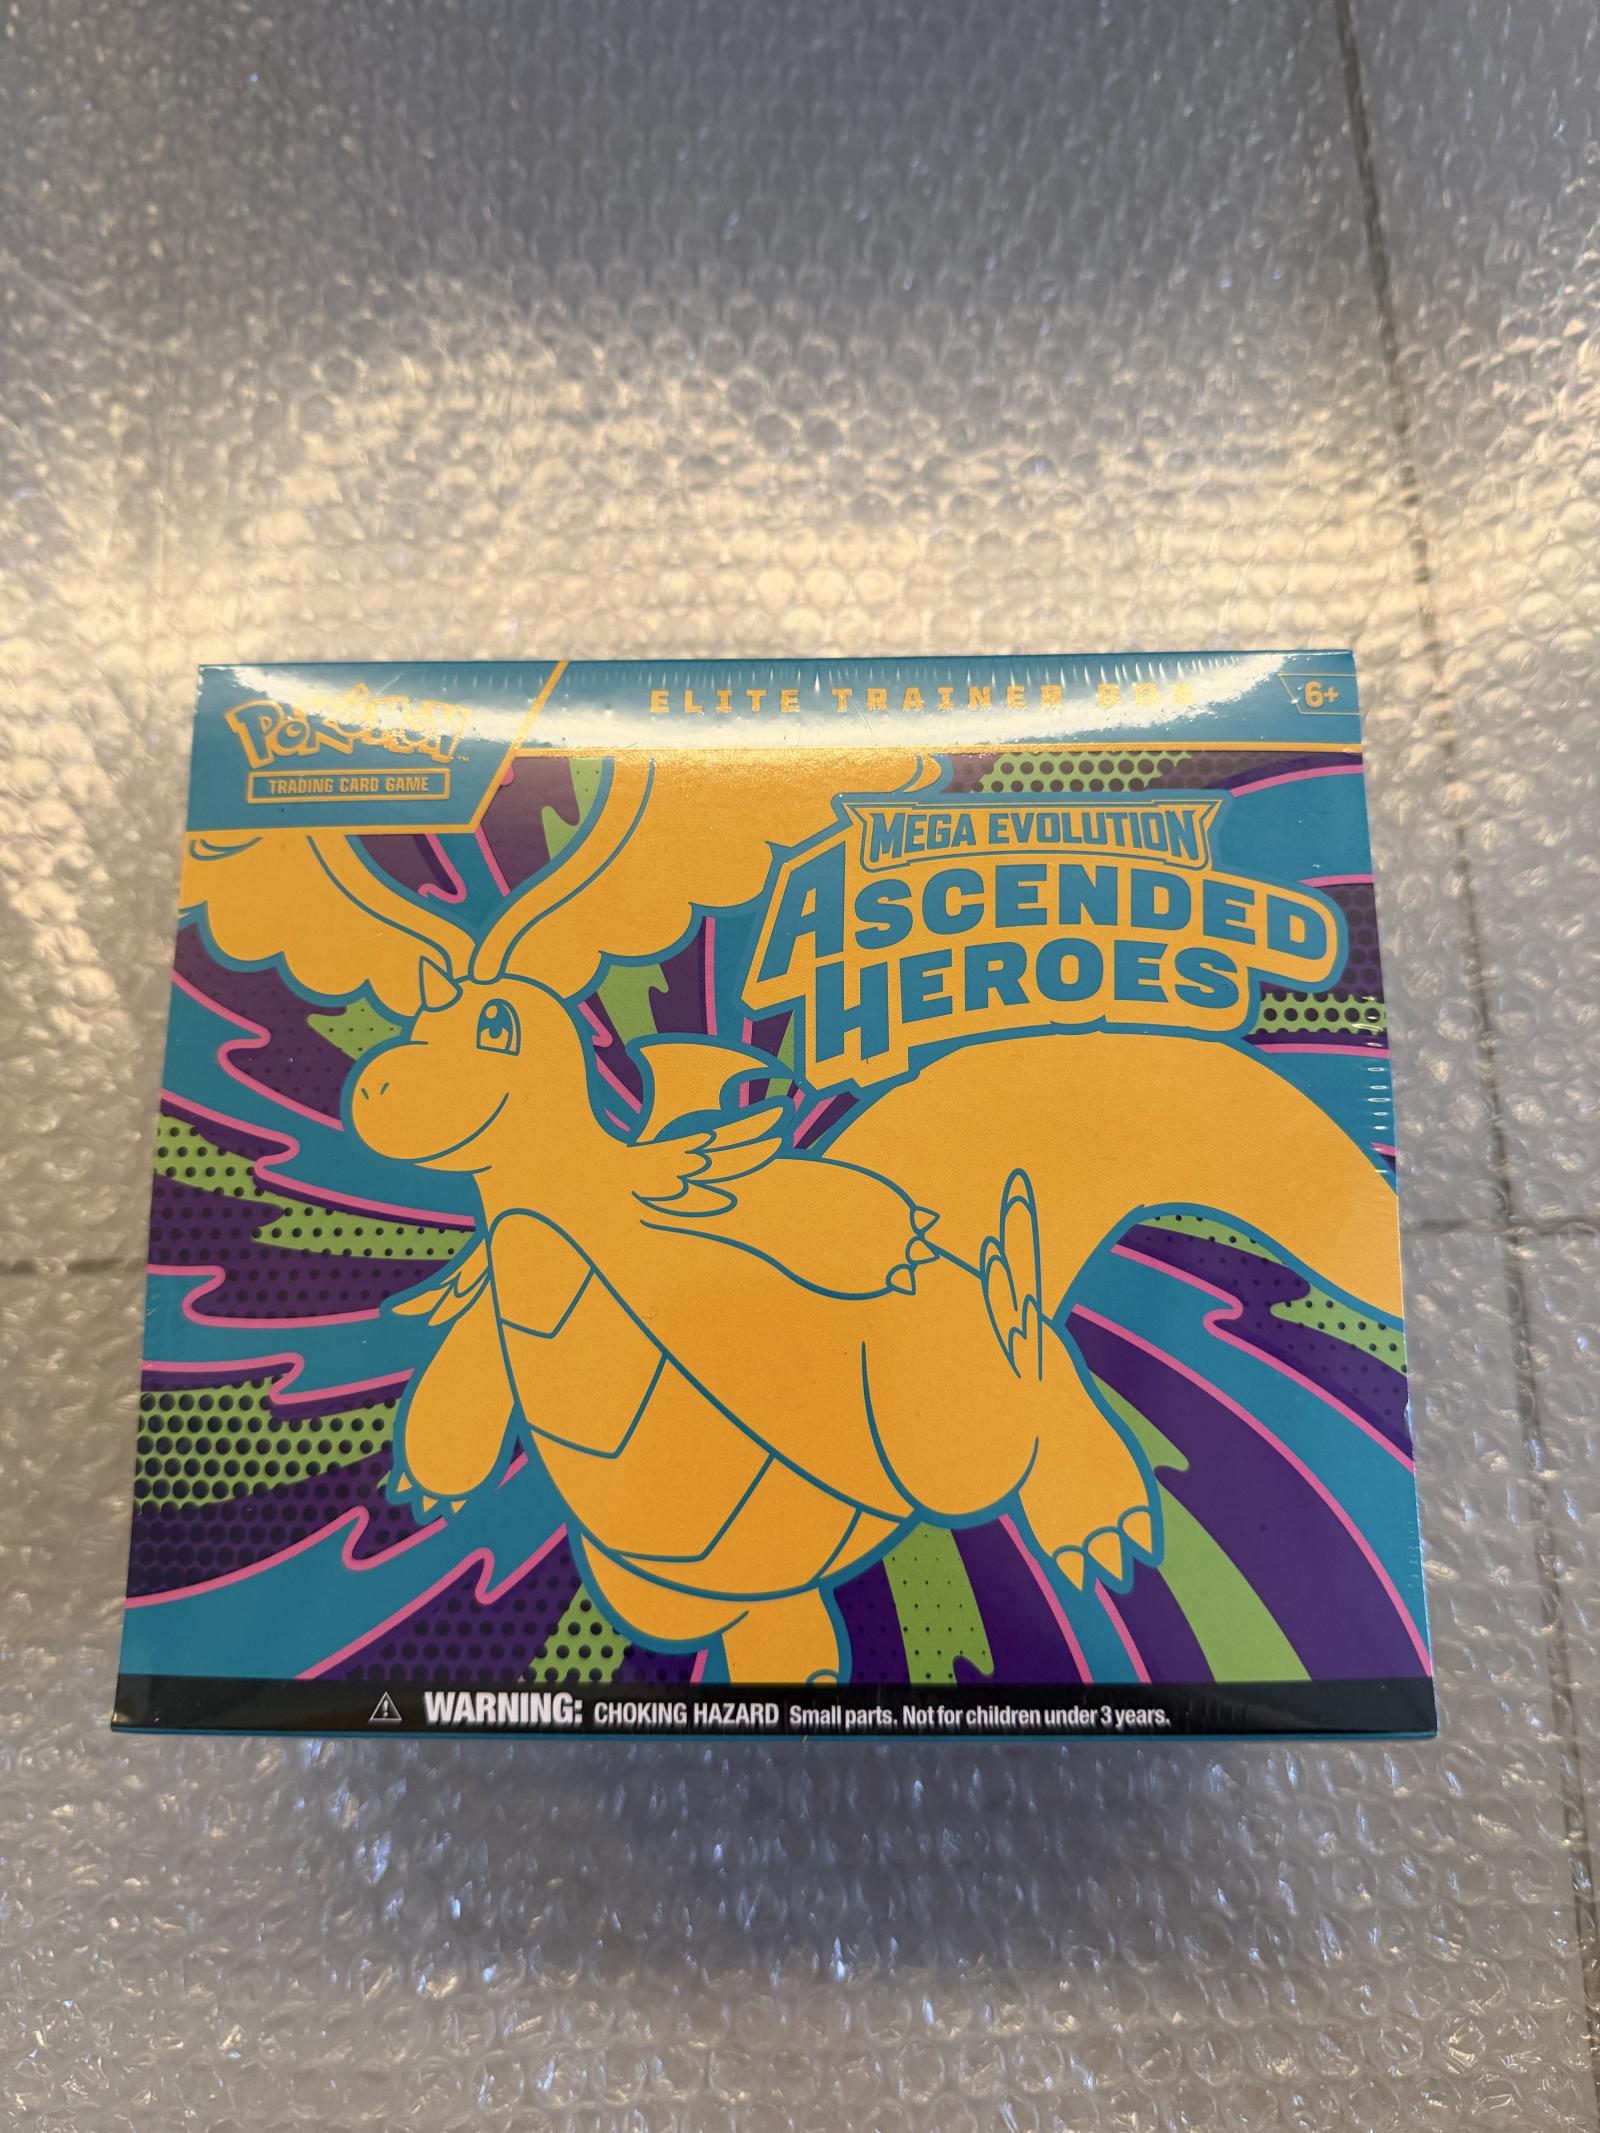 POKÉMON™
TRADING CARD GAME
ELITE TRAINER BOX
6+
MEGA EVOLUTION
ASCENDED
HEROES
WARNING: CHOKING HAZARD Small parts. Not for children under 3 years.